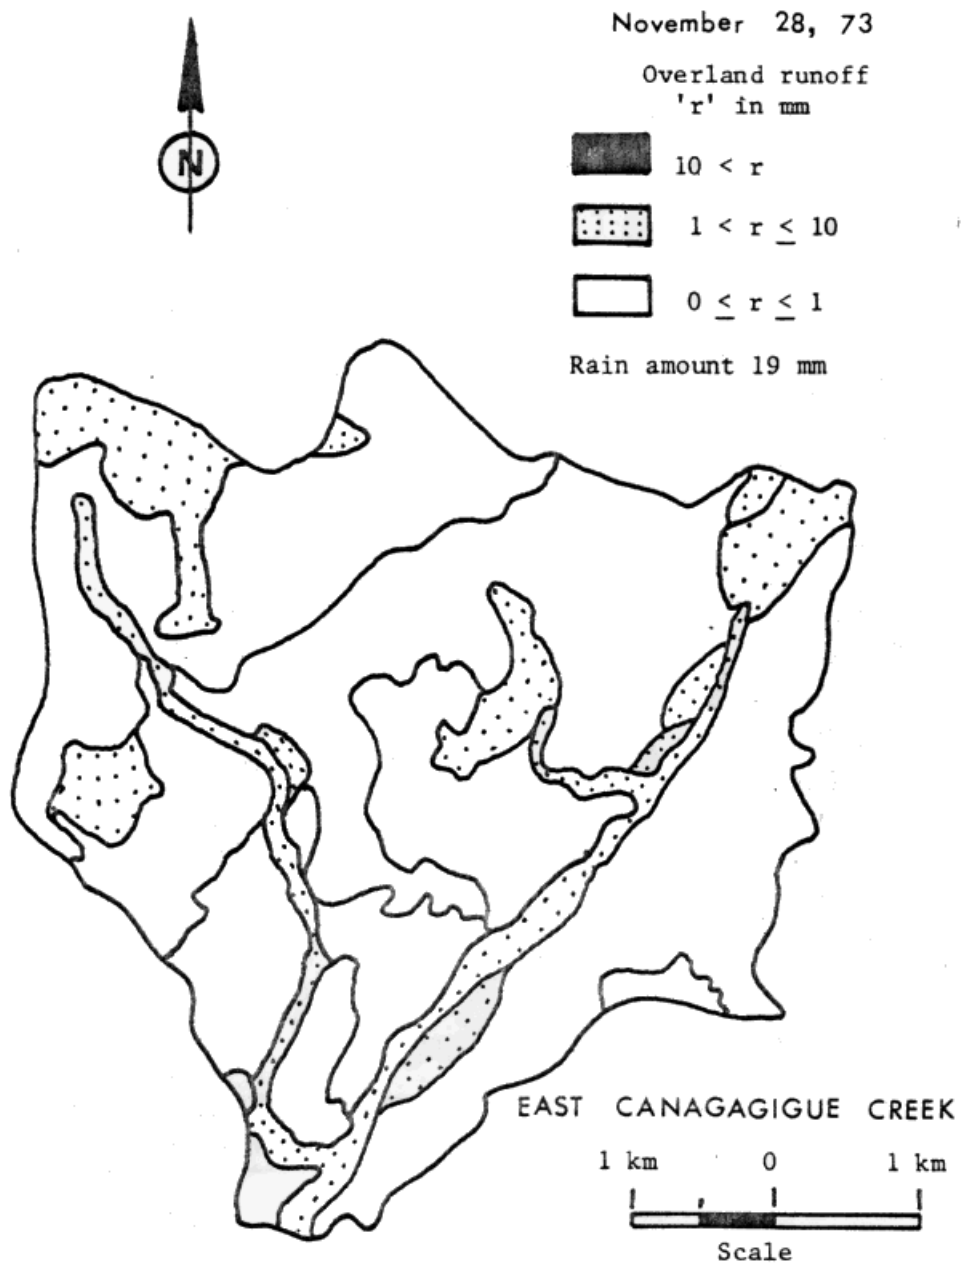 November 28, 73
Overland runoff
'r' in mm
N
10 < r
1 < r ≤ 10
0 ≤ r ≤ 1
Rain amount 19 mm
EAST CANAGAGIGUE CREEK
1 km 0 1 km
Scale